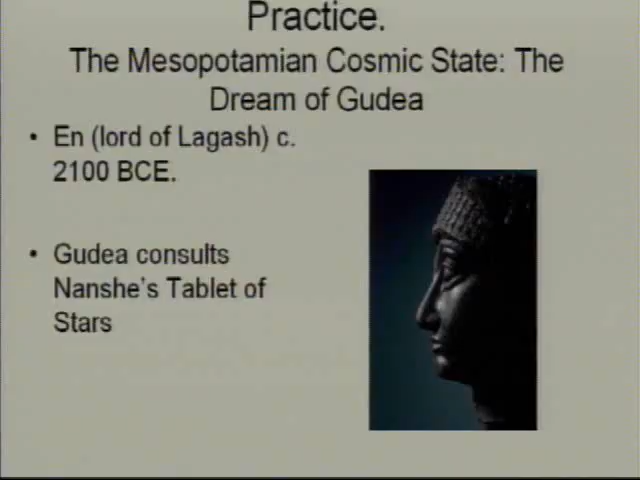 Practice.
The Mesopotamian Cosmic State: The
Dream of Gudea
• En (lord of Lagash) c.
2100 BCE.
• Gudea consults
Nanshe's Tablet of
Stars